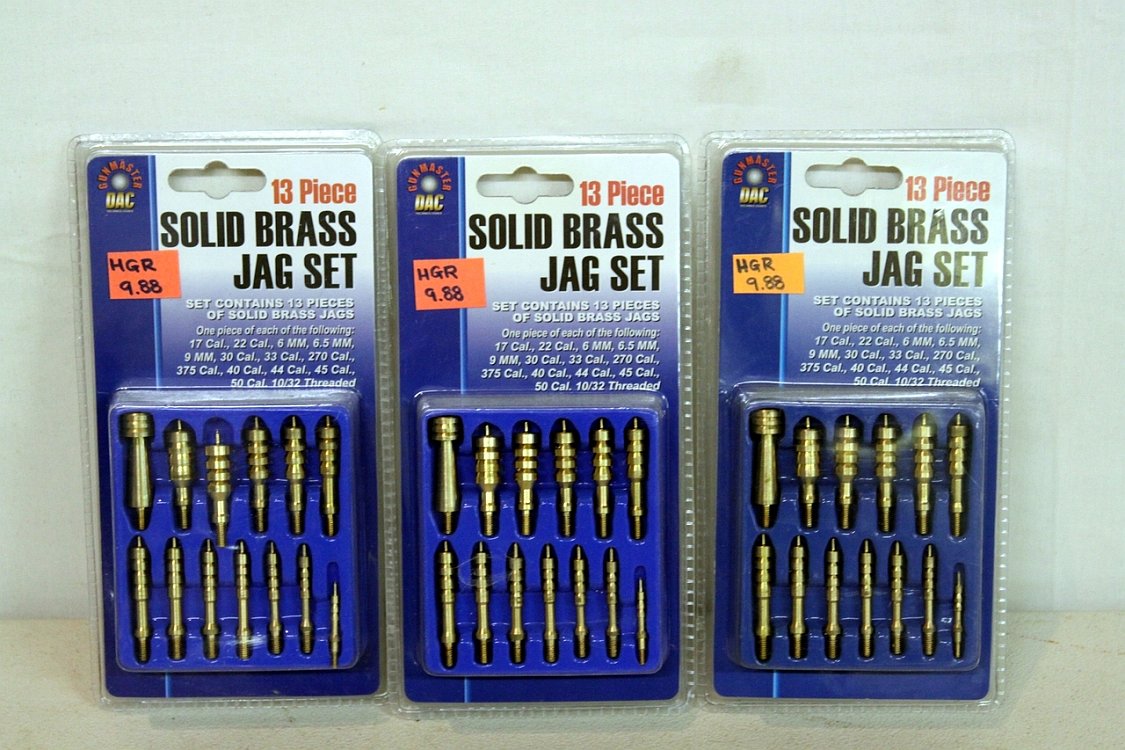 GUNMASTER
DAC
13 Piece
SOLID BRASS
JAG SET
HGR
9.88
SET CONTAINS 13 PIECES
OF SOLID BRASS JAGS
One piece of each of the following:
17 Cal., 22 Cal., 6 MM, 6.5 MM,
9 MM, 30 Cal., 33 Cal., 270 Cal.,
375 Cal., 40 Cal., 44 Cal., 45 Cal.,
50 Cal. 10/32 Threaded
GUNMASTER
DAC
13 Piece
SOLID BRASS
JAG SET
HGR
9.88
SET CONTAINS 13 PIECES
OF SOLID BRASS JAGS
One piece of each of the following:
17 Cal., 22 Cal., 6 MM, 6.5 MM,
9 MM, 30 Cal., 33 Cal., 270 Cal.,
375 Cal., 40 Cal., 44 Cal., 45 Cal.,
50 Cal. 10/32 Threaded
GUNMASTER
DAC
13 Piece
SOLID BRASS
JAG SET
HGR
9.88
SET CONTAINS 13 PIECES
OF SOLID BRASS JAGS
One piece of each of the following:
17 Cal., 22 Cal., 6 MM, 6.5 MM,
9 MM, 30 Cal., 33 Cal., 270 Cal.,
375 Cal., 40 Cal., 44 Cal., 45 Cal.,
50 Cal. 10/32 Threaded